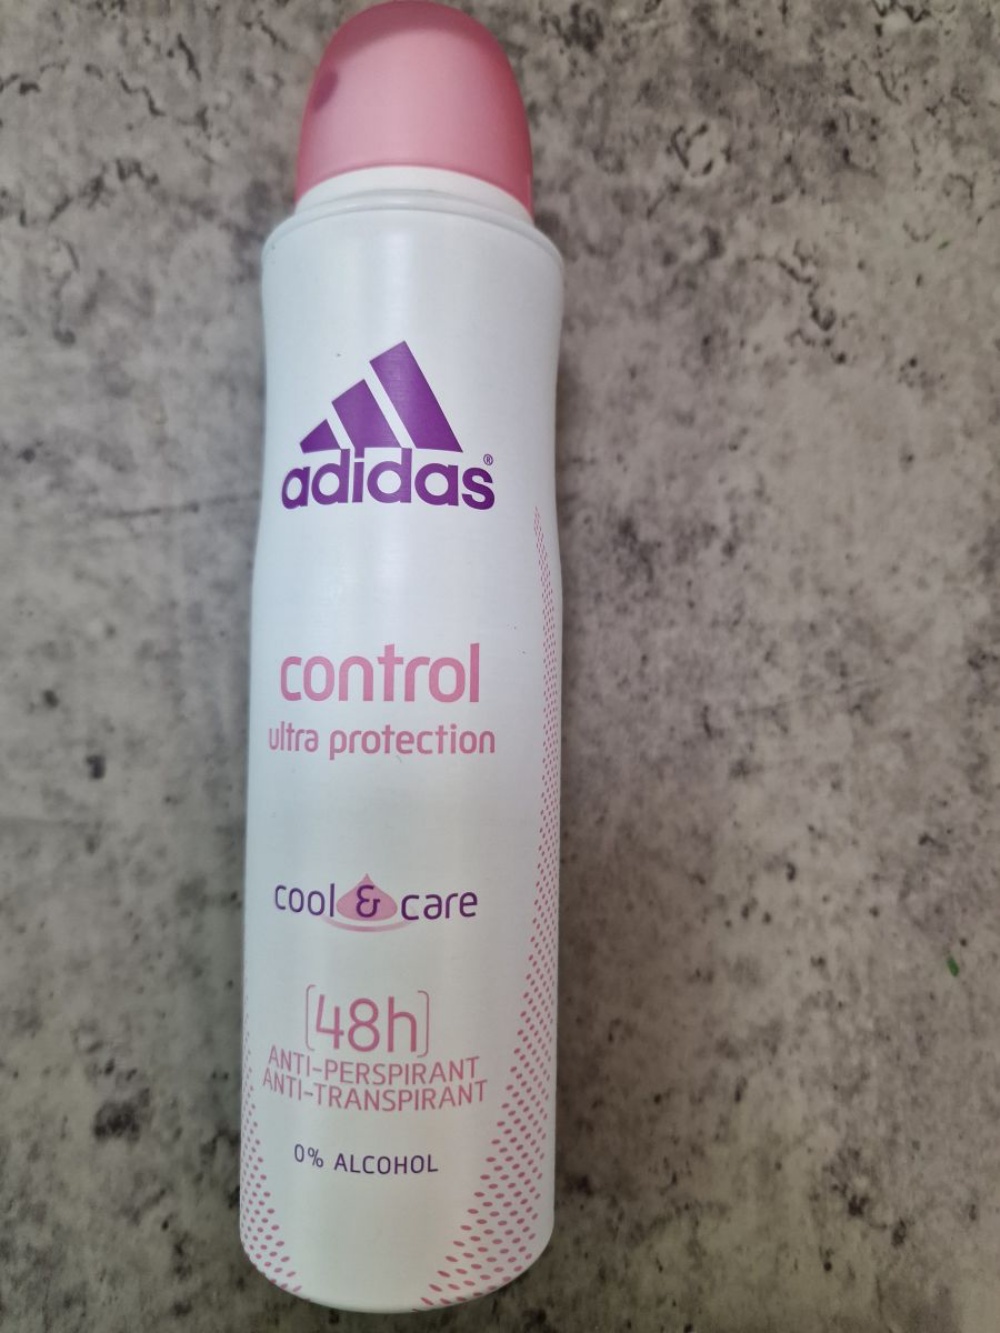 adidas®
control
ultra protection
cool & care
[48h]
ANTI-PERSPIRANT
ANTI-TRANSPIRANT
0% ALCOHOL